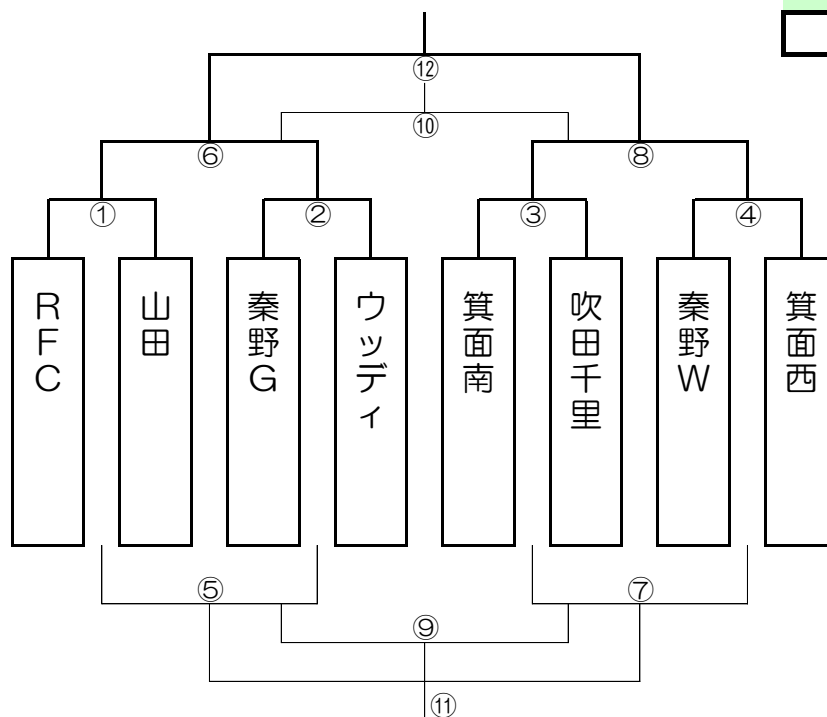 ⑫
⑩
⑥
⑧
①
②
③
④
RFC
山田
秦野G
ウッディ
箕面南
吹田千里
秦野W
箕面西
⑤
⑦
⑨
⑪